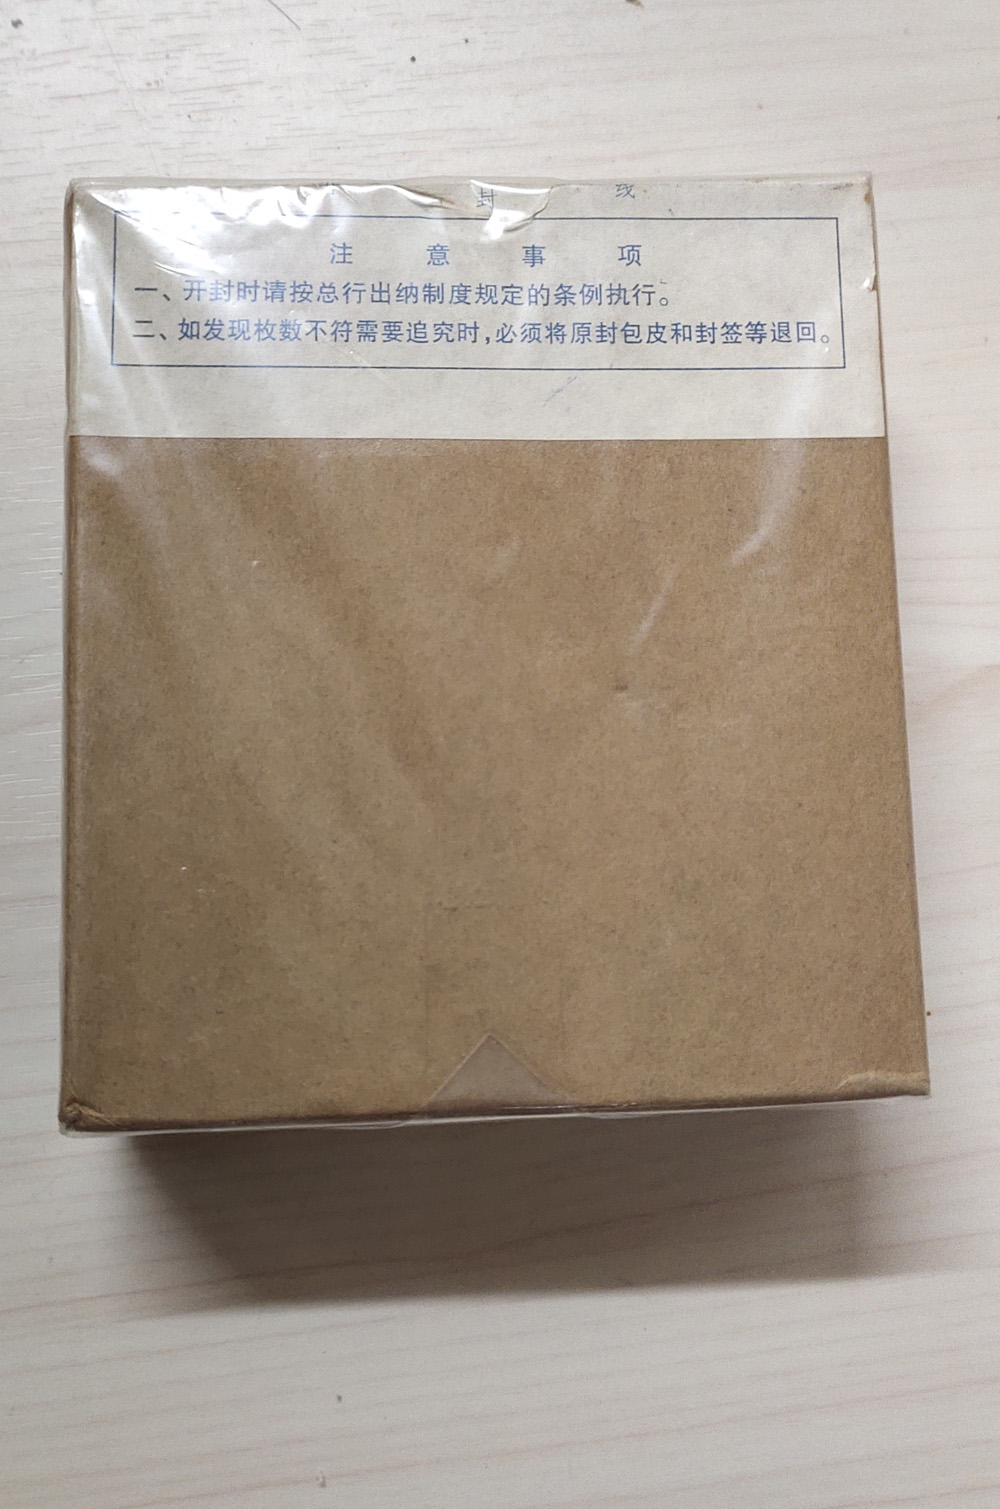 封 线
注 意 事 项
一、开封时请按总行出纳制度规定的条例执行。
二、如发现枚数不符需要追究时,必须将原封包皮和封签等退回。